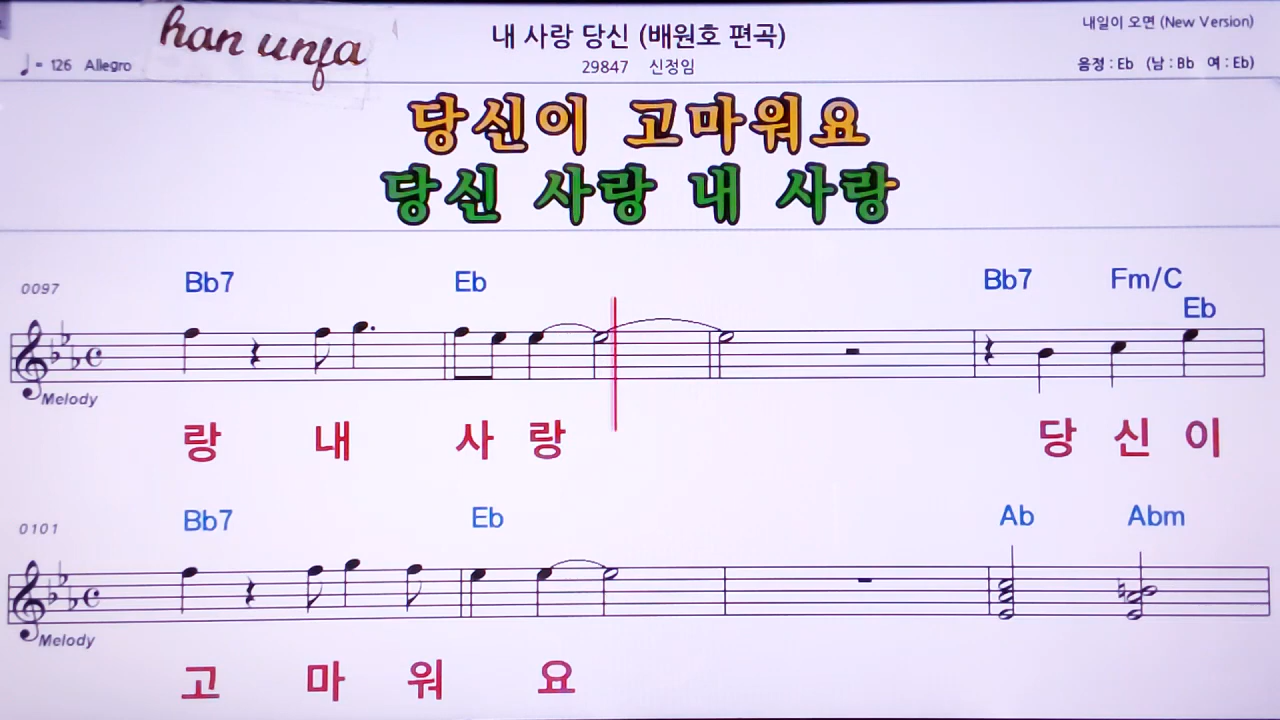 han unja
내 사랑 당신 (배원호 편곡)
내일이 오면 (New Version)
♩ = 126 Allegro
29847 신정임
음정 : Eb (남 : Bb 여 : Eb)
당신이 고마워요
당신 사랑 내 사랑
0097 Bb7 Eb Bb7 Fm/C Eb
Melody
랑 내 사 랑 당 신 이
0101 Bb7 Eb Ab Abm
Melody
고 마 워 요